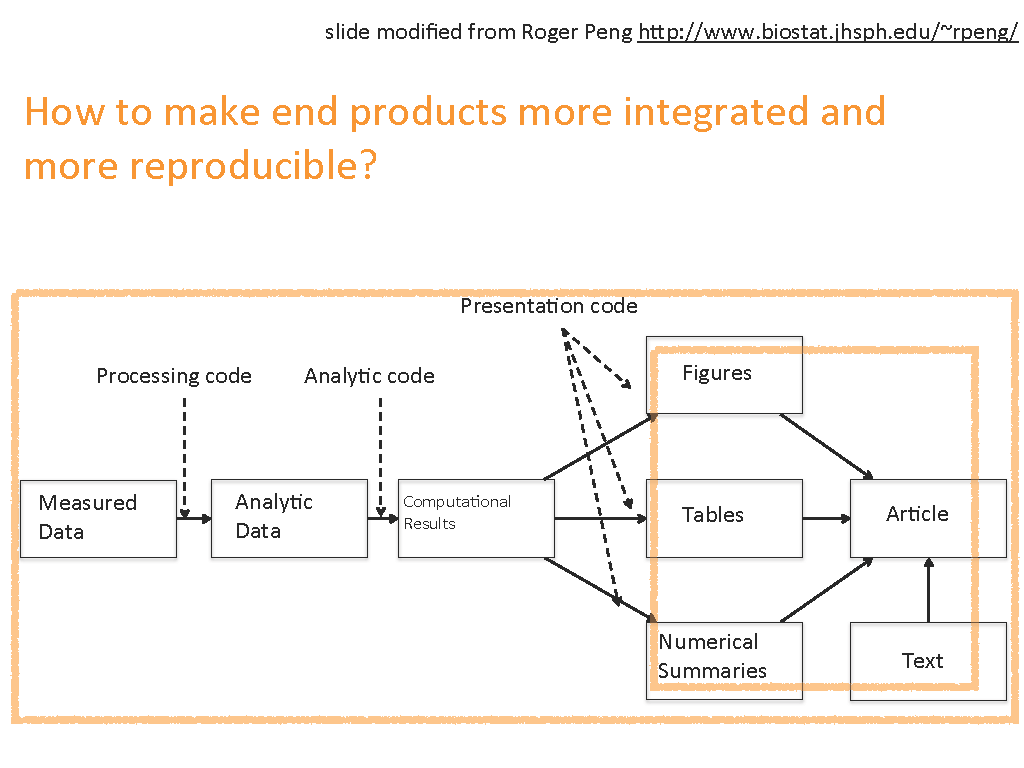 slide modified from Roger Peng http://www.biostat.jhsph.edu/~rpeng/
How to make end products more integrated and
more reproducible?
Presentation code
Processing code
Analytic code
Figures
Measured
Data
Analytic
Data
Computational
Results
Tables
Article
Numerical
Summaries
Text